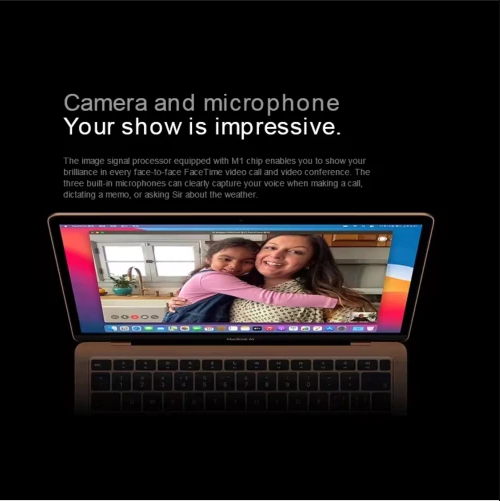 Camera and microphone
Your show is impressive.
The image signal processor equipped with M1 chip enables you to show your
brilliance in every face-to-face FaceTime video call and video conference. The
three built-in microphones can clearly capture your voice when making a call,
dictating a memo, or asking Sir about the weather.
MacBook Air